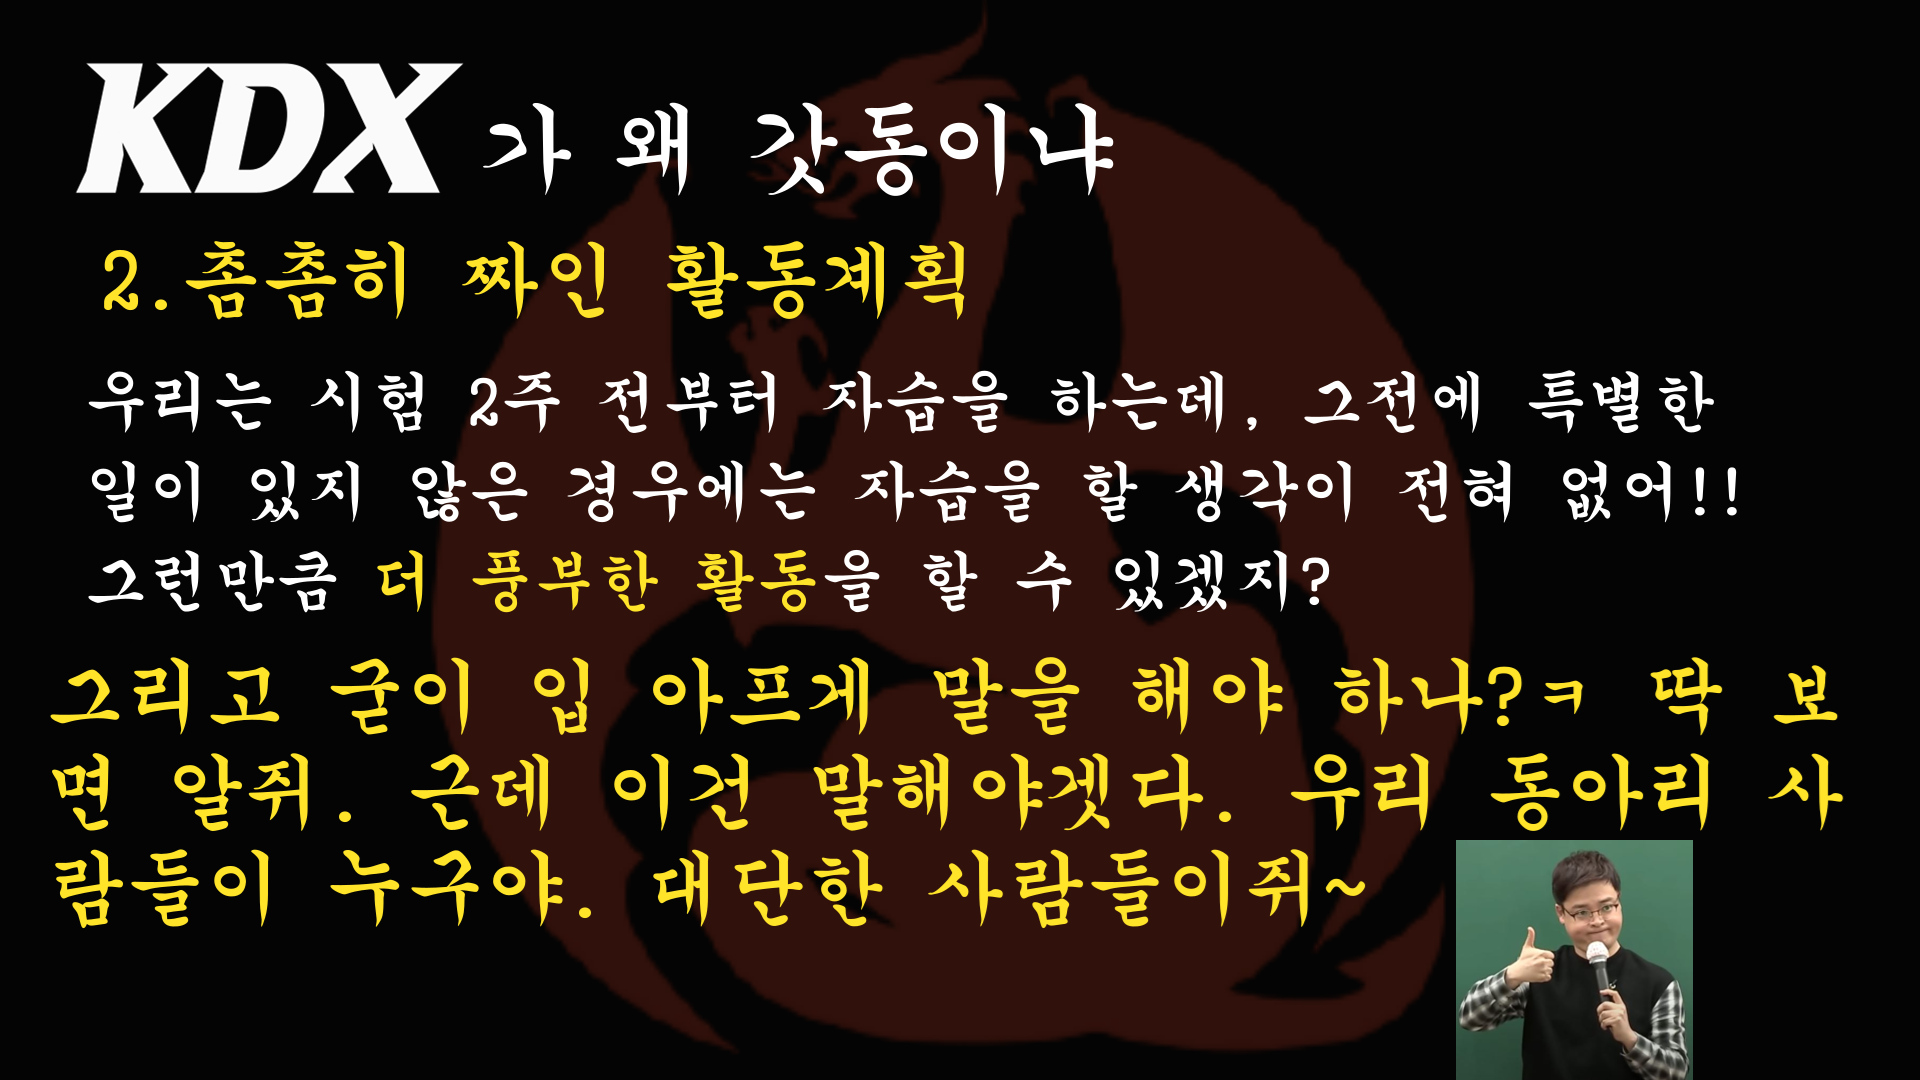 KDX가 왜 갓동이냐
2.촘촘히 짜인 활동계획
우리는 시험 2주 전부터 자습을 하는데, 그전에 특별한
일이 있지 않은 경우에는 자습을 할 생각이 전혀 없어!!
그런만큼 더 풍부한 활동을 할 수 있겠지?
그리고 굳이 입 아프게 말을 해야 하나?ㅋ 딱 보
면 알쥐. 근데 이건 말해야겟다. 우리 동아리 사
람들이 누구야. 대단한 사람들이쥐~